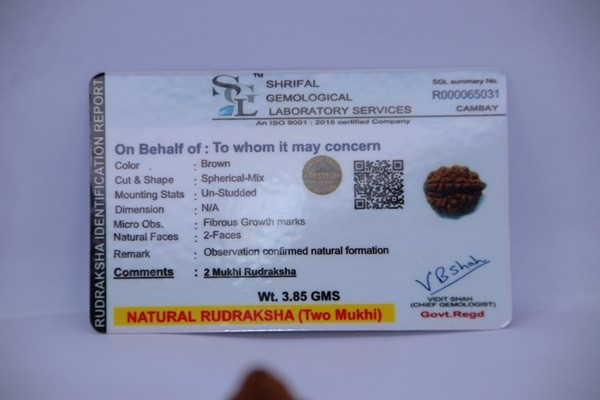 RUDRAKSHA IDENTIFICATION REPORT
SGL ™
SHRIFAL
GEMOLOGICAL
LABORATORY SERVICES
An ISO 9001 : 2015 certified Company
SGL summary No.
R000065031
CAMBAY
On Behalf of : To whom it may concern
Color : Brown
Cut & Shape : Spherical-Mix
Mounting Stats : Un-Studded
Dimension : N/A
Micro Obs. : Fibrous Growth marks
Natural Faces : 2-Faces
Remark : Observation confirmed natural formation
Comments : 2 Mukhi Rudraksha
TESTED
Wt. 3.85 GMS
NATURAL RUDRAKSHA (Two Mukhi)
VBShah
VIDIT SHAH
(CHIEF GEMOLOGIST)
Govt.Regd